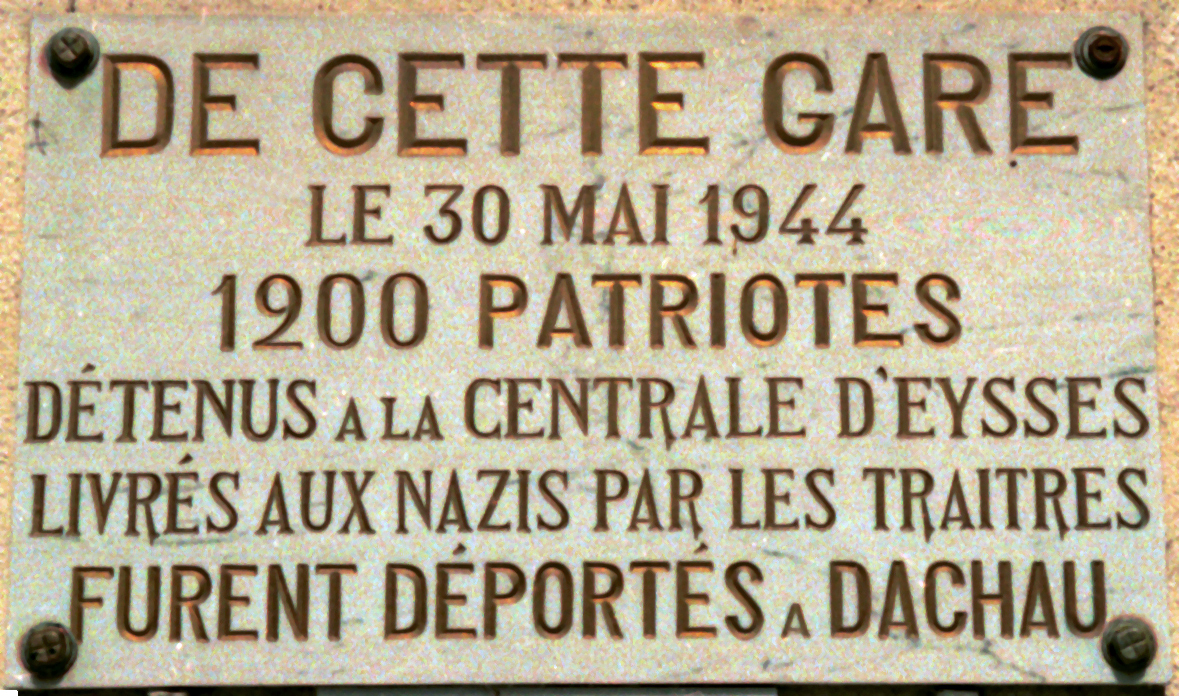 DE CETTE GARE
LE 30 MAI 1944
1200 PATRIOTES
DÉTENUS A LA CENTRALE D'EYSSES
LIVRÉS AUX NAZIS PAR LES TRAITRES
FURENT DÉPORTÉS A DACHAU